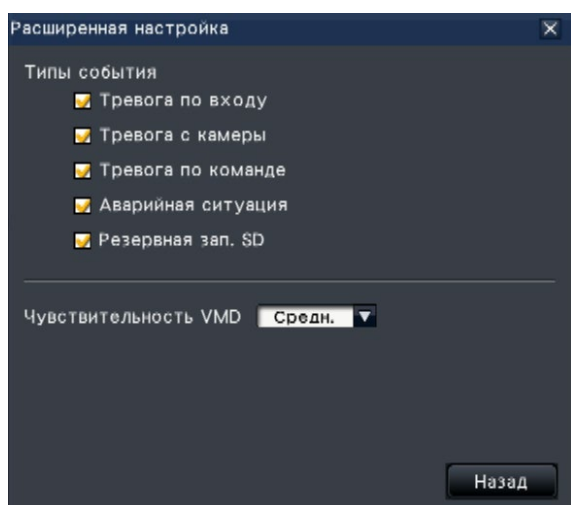 Расширенная настройка
Типы события
Тревога по входу
Тревога с камеры
Тревога по команде
Аварийная ситуация
Резервная зап. SD
Чувствительность VMD Средн.
Назад